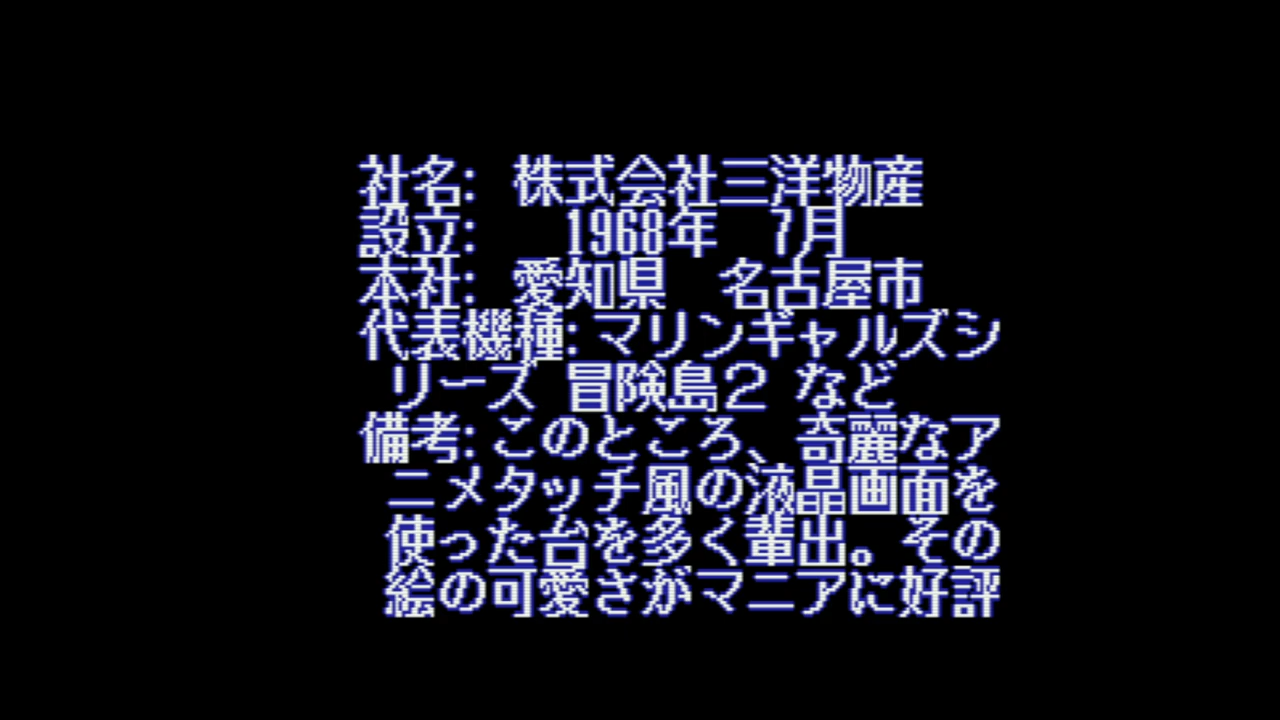 社名: 株式会社三洋物産
設立: 1968年 7月
本社: 愛知県 名古屋市
代表機種: マリンギャルズシ
リーズ 冒険島2 など
備考: このところ、奇麗なア
ニメタッチ風の液晶画面を
使った台を多く輩出。その
絵の可愛さがマニアに好評